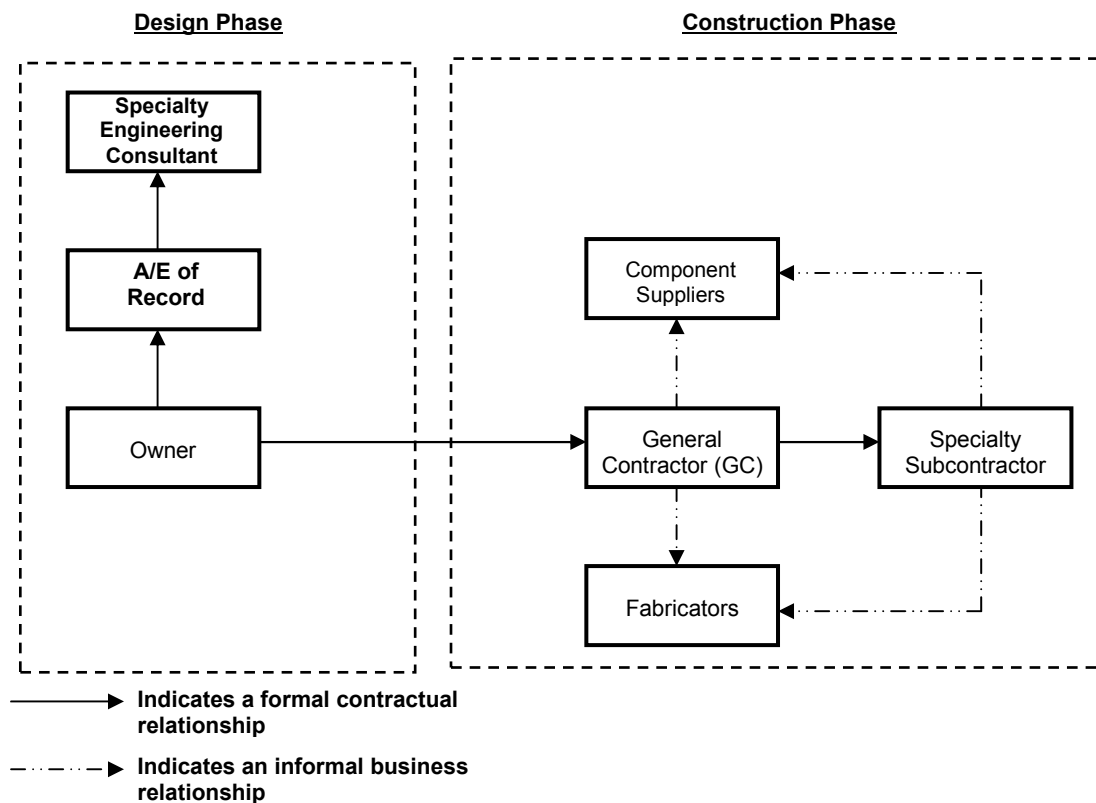 Design Phase
Construction Phase
Specialty
Engineering
Consultant
A/E of
Record
Owner
Component
Suppliers
General
Contractor (GC)
Specialty
Subcontractor
Fabricators
Indicates a formal contractual
relationship
Indicates an informal business
relationship